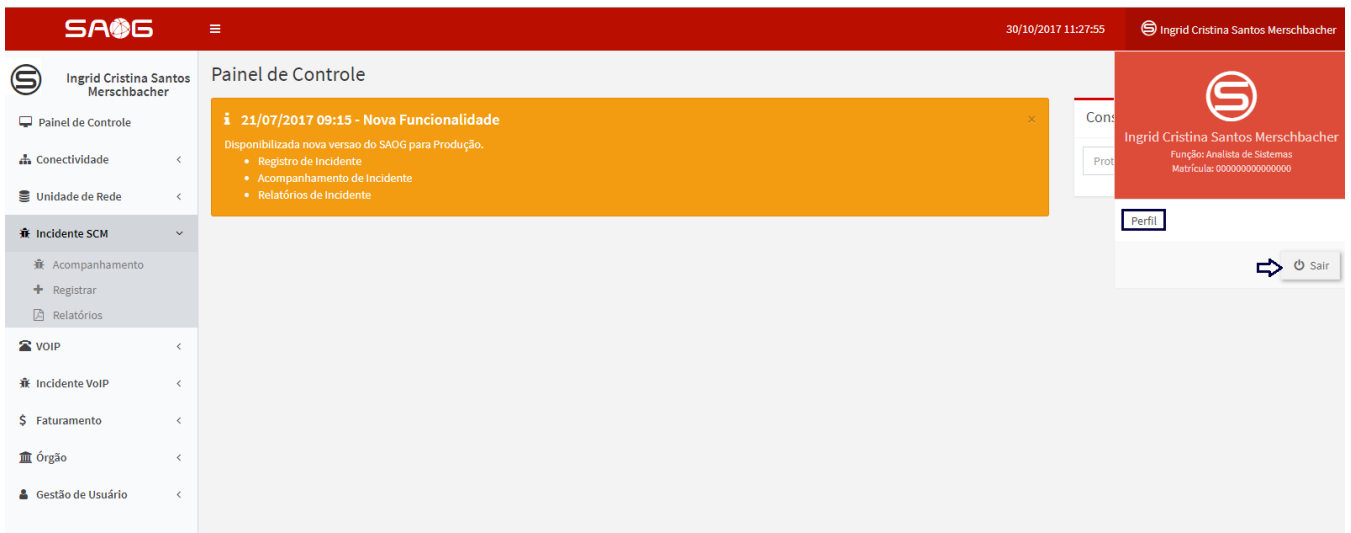 SAOG
30/10/2017 11:27:55
Ingrid Cristina Santos Merschbacher
Ingrid Cristina Santos
Merschbacher
Painel de Controle
Conectividade
Unidade de Rede
Incidente SCM
Acompanhamento
Registrar
Relatórios
VOIP
Incidente VoIP
Faturamento
Órgão
Gestão de Usuário
Painel de Controle
21/07/2017 09:15 - Nova Funcionalidade
Disponibilizada nova versao do SAOG para Produção.
Registro de Incidente
Acompanhamento de Incidente
Relatórios de Incidente
Cons
Prot
Ingrid Cristina Santos Merschbacher
Função: Analista de Sistemas
Matrícula: 000000000000000
Perfil
Sair